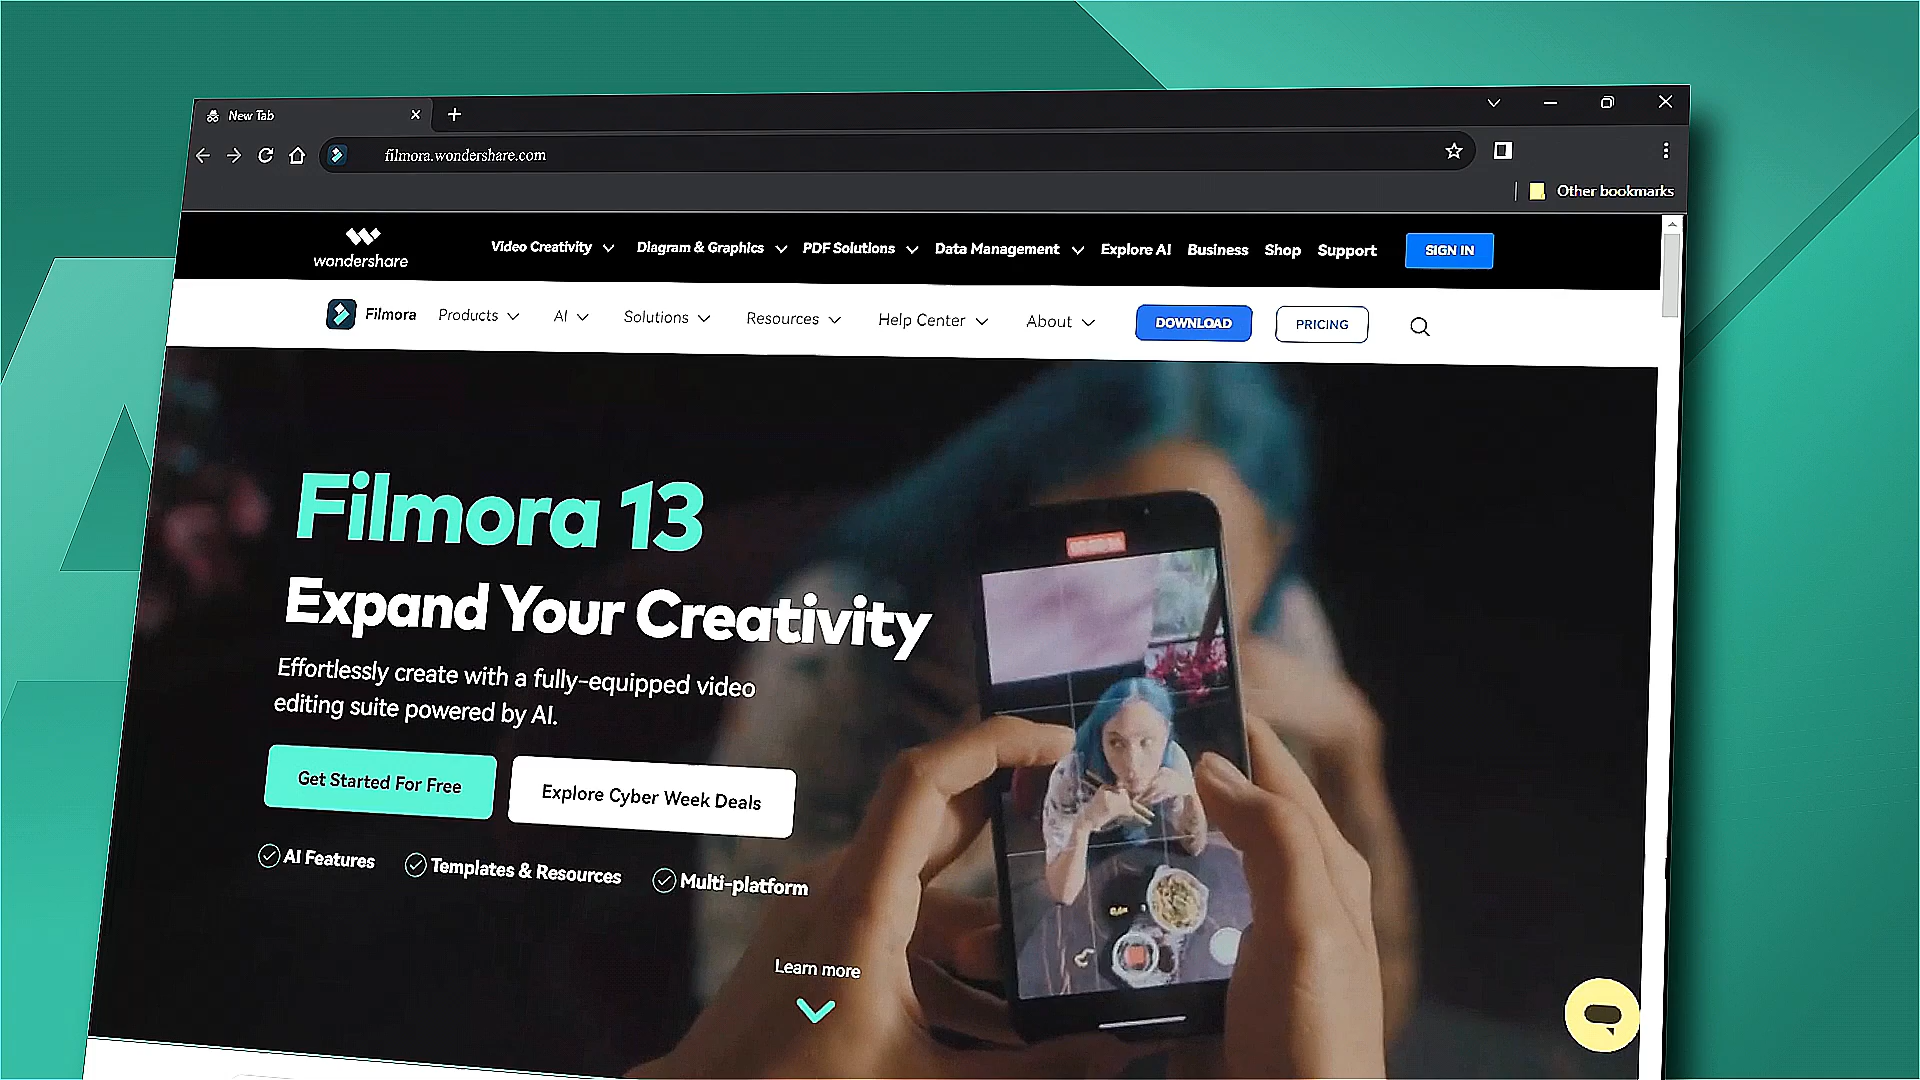 New Tab
filmora.wondershare.com
Other bookmarks
wondershare
Video Creativity Diagram & Graphics PDF Solutions Data Management Explore AI Business Shop Support SIGN IN
Filmora Products AI Solutions Resources Help Center About DOWNLOAD PRICING
Filmora 13
Expand Your Creativity
Effortlessly create with a fully-equipped video
editing suite powered by AI.
Get Started For Free Explore Cyber Week Deals
AI Features Templates & Resources Multi-platform
Learn more